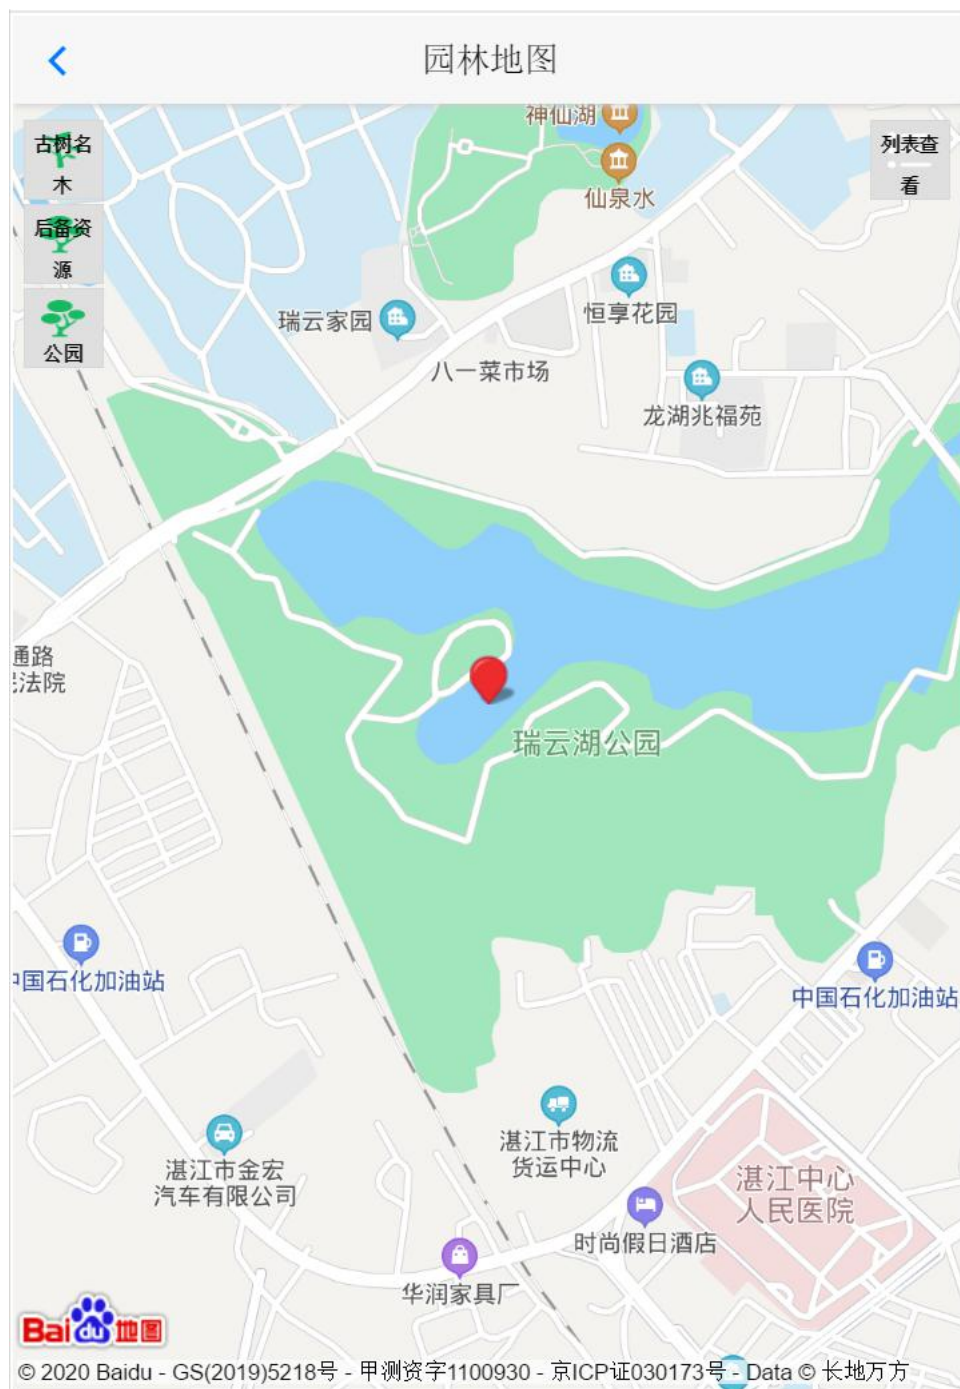 园林地图
神仙湖
古树名
木
列表查
看
仙泉水
后备资
源
恒享花园
瑞云家园
公园
八一菜市场
龙湖兆福苑
通路
法院
瑞云湖公园
中国石化加油站
中国石化加油站
湛江市物流
货运中心
湛江市金宏
汽车有限公司
湛江中心
人民医院
时尚假日酒店
华润家具厂
Bai du 地图
© 2020 Baidu - GS(2019)5218号 - 甲测资字1100930 - 京ICP证030173号 - Data © 长地万方